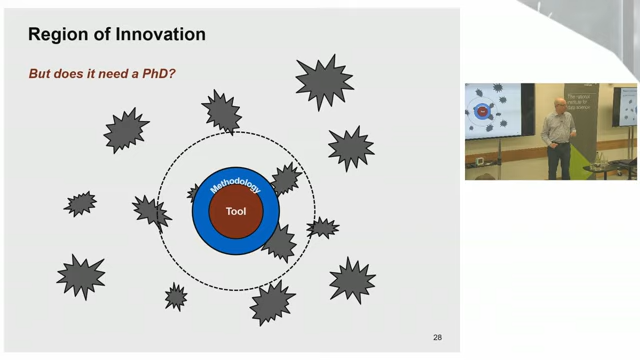 Region of Innovation
But does it need a PhD?
Methodology
Tool
28